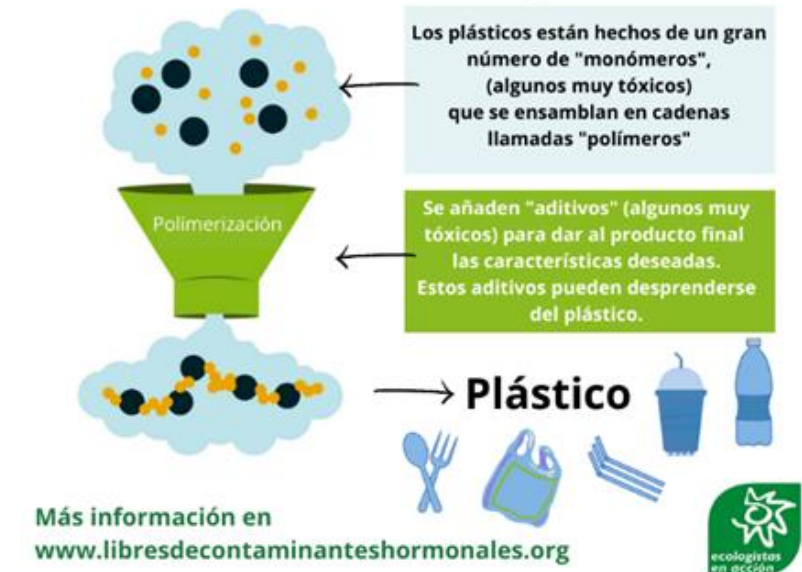 Los plásticos están hechos de un gran
número de "monómeros",
(algunos muy tóxicos)
que se ensamblan en cadenas
llamadas "polímeros"
Polimerización
Se añaden "aditivos" (algunos muy
tóxicos) para dar al producto final
las características deseadas.
Estos aditivos pueden desprenderse
del plástico.
Plástico
Más información en
www.libresdecontaminanteshormonales.org
ecologistas
en acción